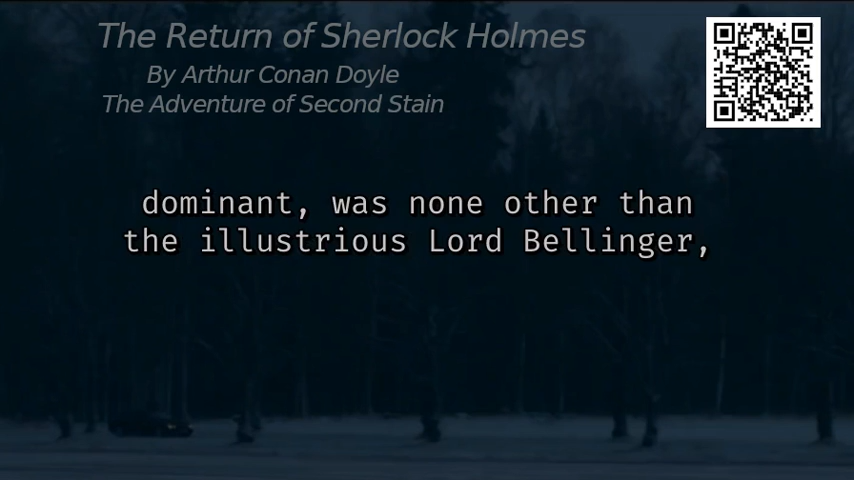 The Return of Sherlock Holmes
By Arthur Conan Doyle
The Adventure of Second Stain
dominant, was none other than
the illustrious Lord Bellinger,